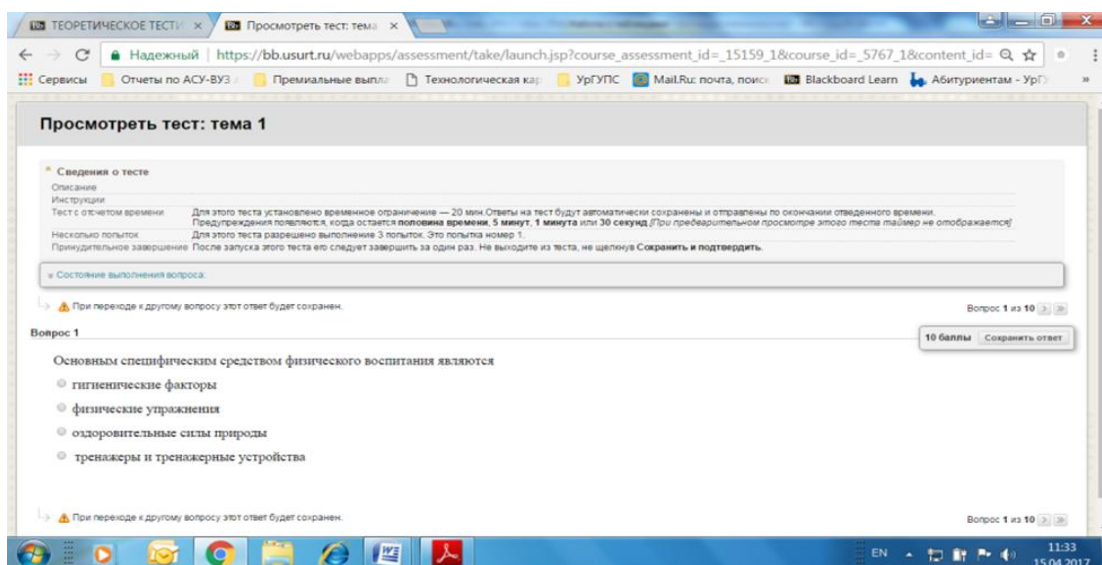 ТЕОРЕТИЧЕСКОЕ ТЕСТИ
Просмотреть тест: тема
Надежный | https://bb.usurt.ru/webapps/assessment/take/launch.jsp?course_assessment_id=_15159_1&course_id=_5767_1&content_id=
Сервисы Отчеты по АСУ-ВУЗ / Премиальные выпла Технологическая кар УрГУПС Mail.Ru: почта, поиск Blackboard Learn Абитуриентам - УрГ
Просмотреть тест: тема 1
Сведения о тесте
Описание
Инструкции
Тест с отсчетом времени Для этого теста установлено временное ограничение — 20 мин.Ответы на тест будут автоматически сохранены и отправлены по окончании отведенного времени.
Предупреждения появляются, когда остается половина времени, 5 минут, 1 минута или 30 секунд.[При предварительном просмотре этого теста таймер не отображается]
Несколько попыток Для этого теста разрешено выполнение 3 попыток. Это попытка номер 1.
Принудительное завершение После запуска этого теста его следует завершить за один раз. Не выходите из теста, не щелкнув Сохранить и подтвердить.
Состояние выполнения вопроса:
При переходе к другому вопросу этот ответ будет сохранен. Вопрос 1 из 10
Вопрос 1 10 баллы Сохранить ответ
Основным специфическим средством физического воспитания являются
гигиенические факторы
физические упражнения
оздоровительные силы природы
тренажеры и тренажерные устройства
При переходе к другому вопросу этот ответ будет сохранен. Вопрос 1 из 10
EN 11:33
15.04.2017